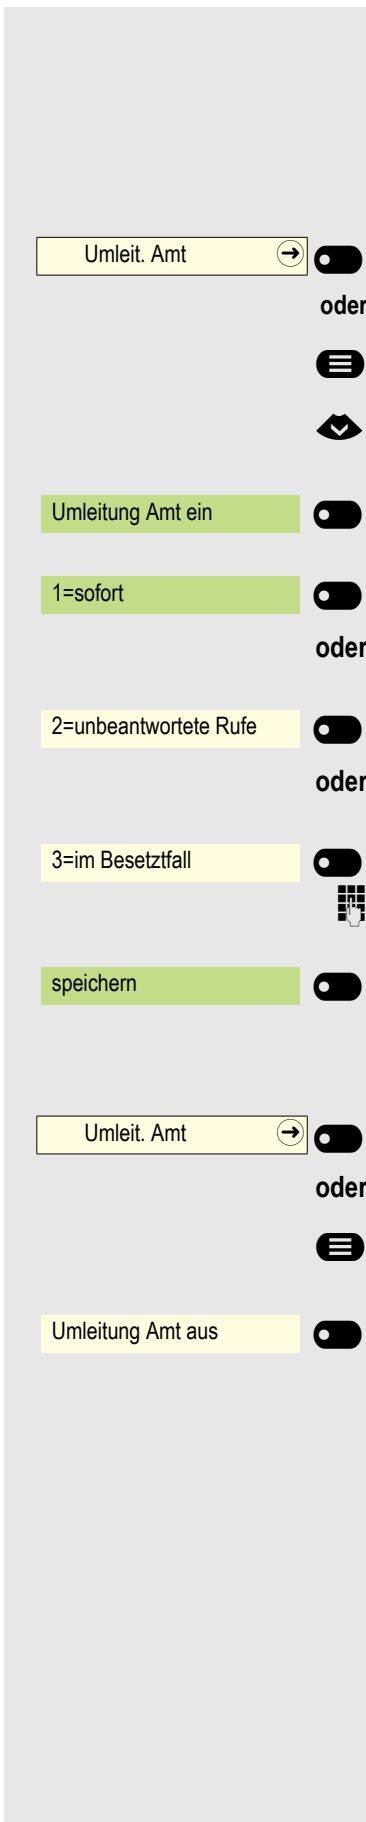 Umleit. Amt
oder
Umleitung Amt ein
1=sofort
oder
2=unbeantwortete Rufe
oder
3=im Besetztfall
speichern
Umleit. Amt
oder
Umleitung Amt aus